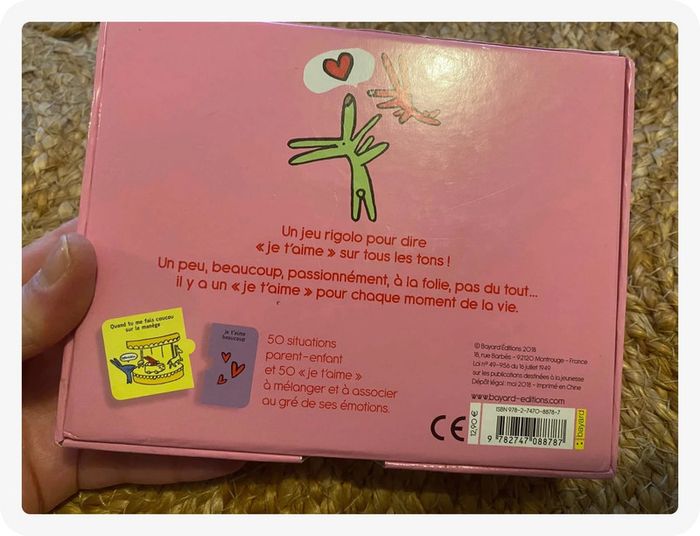 Un jeu rigolo pour dire
« je t'aime » sur tous les tons !
Un peu, beaucoup, passionnément, à la folie, pas du tout...
il y a un « je t'aime » pour chaque moment de la vie.
Quand tu me fais coucou
sur la manège
je t'aime
beaucoup
50 situations
parent-enfant
et 50 « je t'aime »
à mélanger et à associer
au gré de ses émotions.
© Bayard Éditions 2018
18, rue Barbès - 92120 Montrouge - France
Loi n° 49-956 du 16 juillet 1949
sur les publications destinées à la jeunesse
Dépôt légal : mai 2018 - Imprimé en Chine
www.bayard-editions.com
CE
12,90 €
ISBN 978-2-7470-8878-7
9 782747 088787
bayard